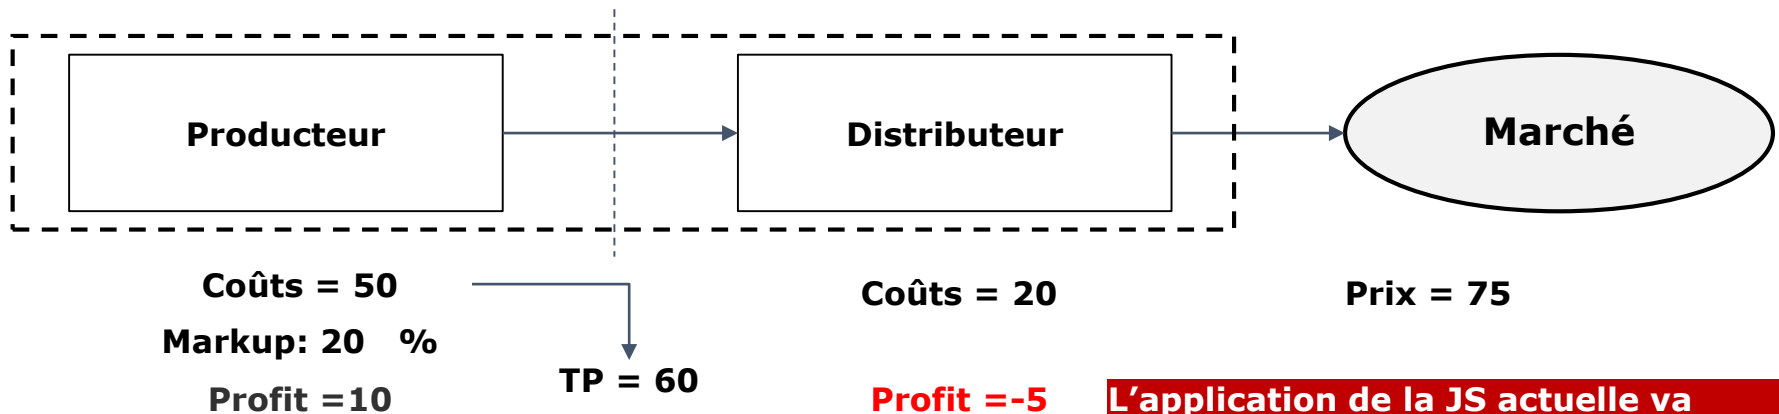 Producteur
Distributeur
Marché
Coûts = 50
Coûts = 20
Prix = 75
Markup: 20 %
TP = 60
Profit =10
Profit =-5
L’application de la JS actuelle va